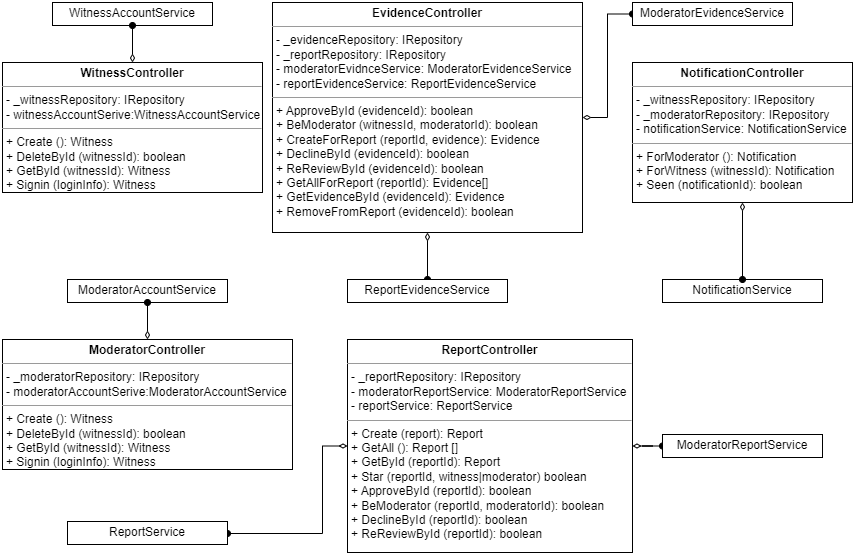 WitnessAccountService
WitnessController
- _witnessRepository: IRepository
- witnessAccountSerive:WitnessAccountService
+ Create (): Witness
+ DeleteById (witnessId): boolean
+ GetById (witnessId): Witness
+ Signin (loginInfo): Witness
EvidenceController
- _evidenceRepository: IRepository
- _reportRepository: IRepository
- moderatorEvidnceService: ModeratorEvidenceService
- reportEvidenceService: ReportEvidenceService
+ ApproveById (evidenceId): boolean
+ BeModerator (witnessId, moderatorId): boolean
+ CreateForReport (reportId, evidence): Evidence
+ DeclineById (evidenceId): boolean
+ ReReviewById (evidenceId): boolean
+ GetAllForReport (reportId): Evidence[]
+ GetEvidenceById (evidenceId): Evidence
+ RemoveFromReport (evidenceId): boolean
ModeratorEvidenceService
NotificationController
- _witnessRepository: IRepository
- _moderatorRepository: IRepository
- notificationService: NotificationService
+ ForModerator (): Notification
+ ForWitness (witnessId): Notification
+ Seen (notificationId): boolean
ModeratorAccountService
ReportEvidenceService
NotificationService
ModeratorController
- _moderatorRepository: IRepository
- moderatorAccountSerive:ModeratorAccountService
+ Create (): Witness
+ DeleteById (witnessId): boolean
+ GetById (witnessId): Witness
+ Signin (loginInfo): Witness
ReportController
- _reportRepository: IRepository
- moderatorReportService: ModeratorReportService
- reportService: ReportService
+ Create (report): Report
+ GetAll (): Report []
+ GetById (reportId): Report
+ Star (reportId, witness|moderator) boolean
+ ApproveById (reportId): boolean
+ BeModerator (reportId, moderatorId): boolean
+ DeclineById (reportId): boolean
+ ReReviewById (reportId): boolean
ModeratorReportService
ReportService